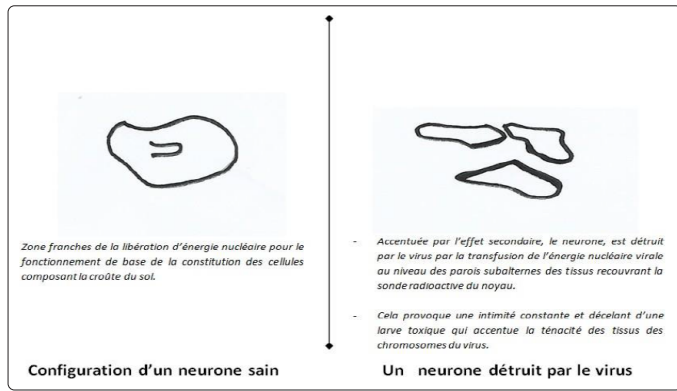 Zone franches de la libération d'énergie nucléaire pour le
fonctionnement de base de la constitution des cellules
composant la croûte du sol.
Configuration d'un neurone sain
- Accentuée par l'effet secondaire, le neurone, est détruit
par le virus par la transfusion de l'énergie nucléaire virale
au niveau des parois subalternes des tissus recouvrant la
sonde radioactive du noyau.
- Cela provoque une intimité constante et décelant d'une
larve toxique qui accentue la ténacité des tissus des
chromosomes du virus.
Un neurone détruit par le virus